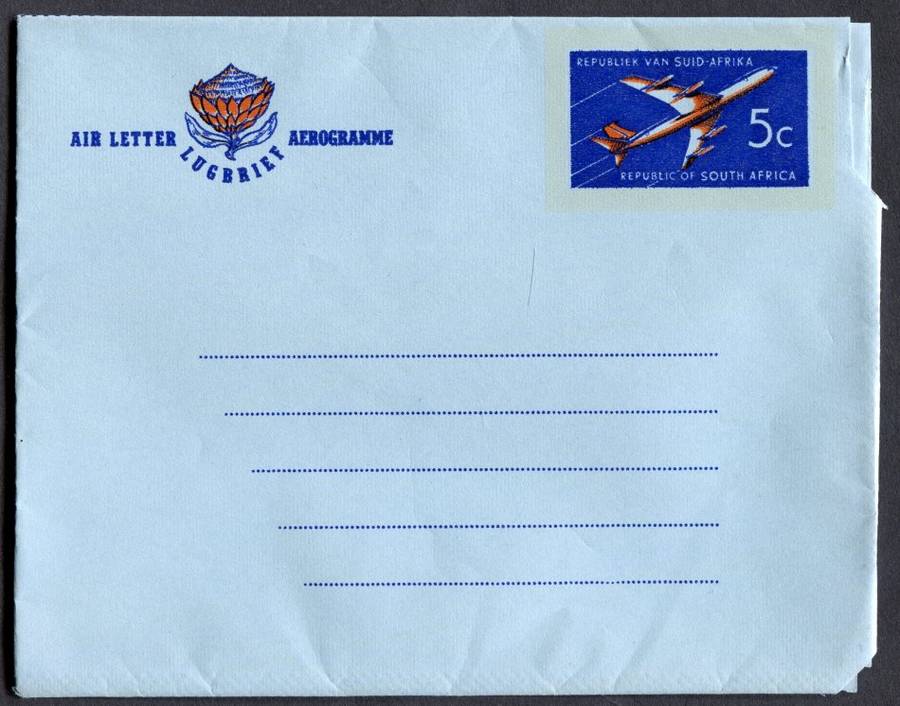 AIR LETTER
LUGBRIEF
AEROGRAMME
REPUBLIEK VAN SUID-AFRIKA
5c
REPUBLIC OF SOUTH AFRICA